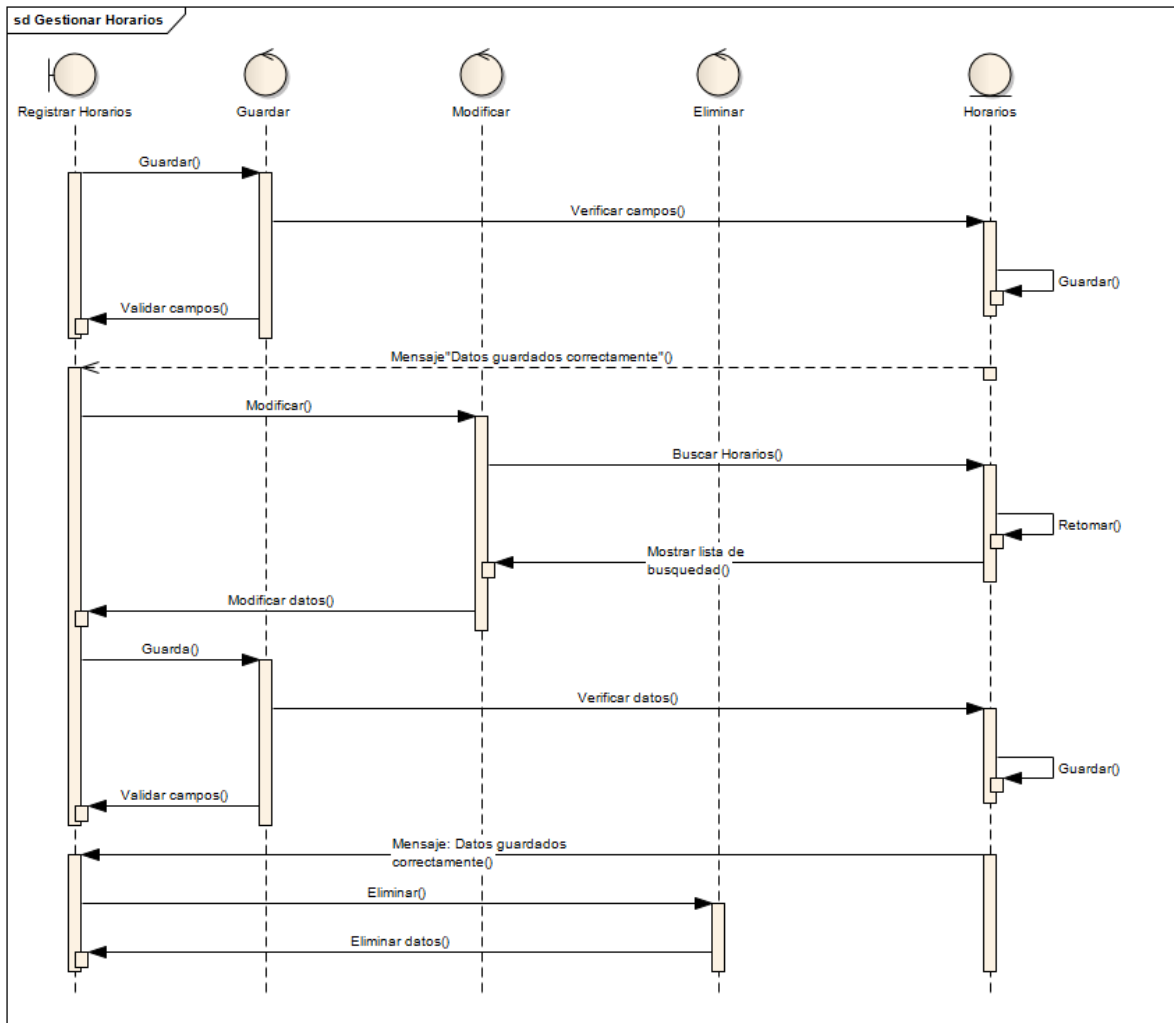 sd Gestionar Horarios
Registrar Horarios
Guardar
Modificar
Eliminar
Horarios
Guardar()
Verificar campos()
Guardar()
Validar campos()
Mensaje"Datos guardados correctamente"()
Modificar()
Buscar Horarios()
Retomar()
Mostrar lista de
busquedad()
Modificar datos()
Guarda()
Verificar datos()
Guardar()
Validar campos()
Mensaje: Datos guardados
correctamente()
Eliminar()
Eliminar datos()